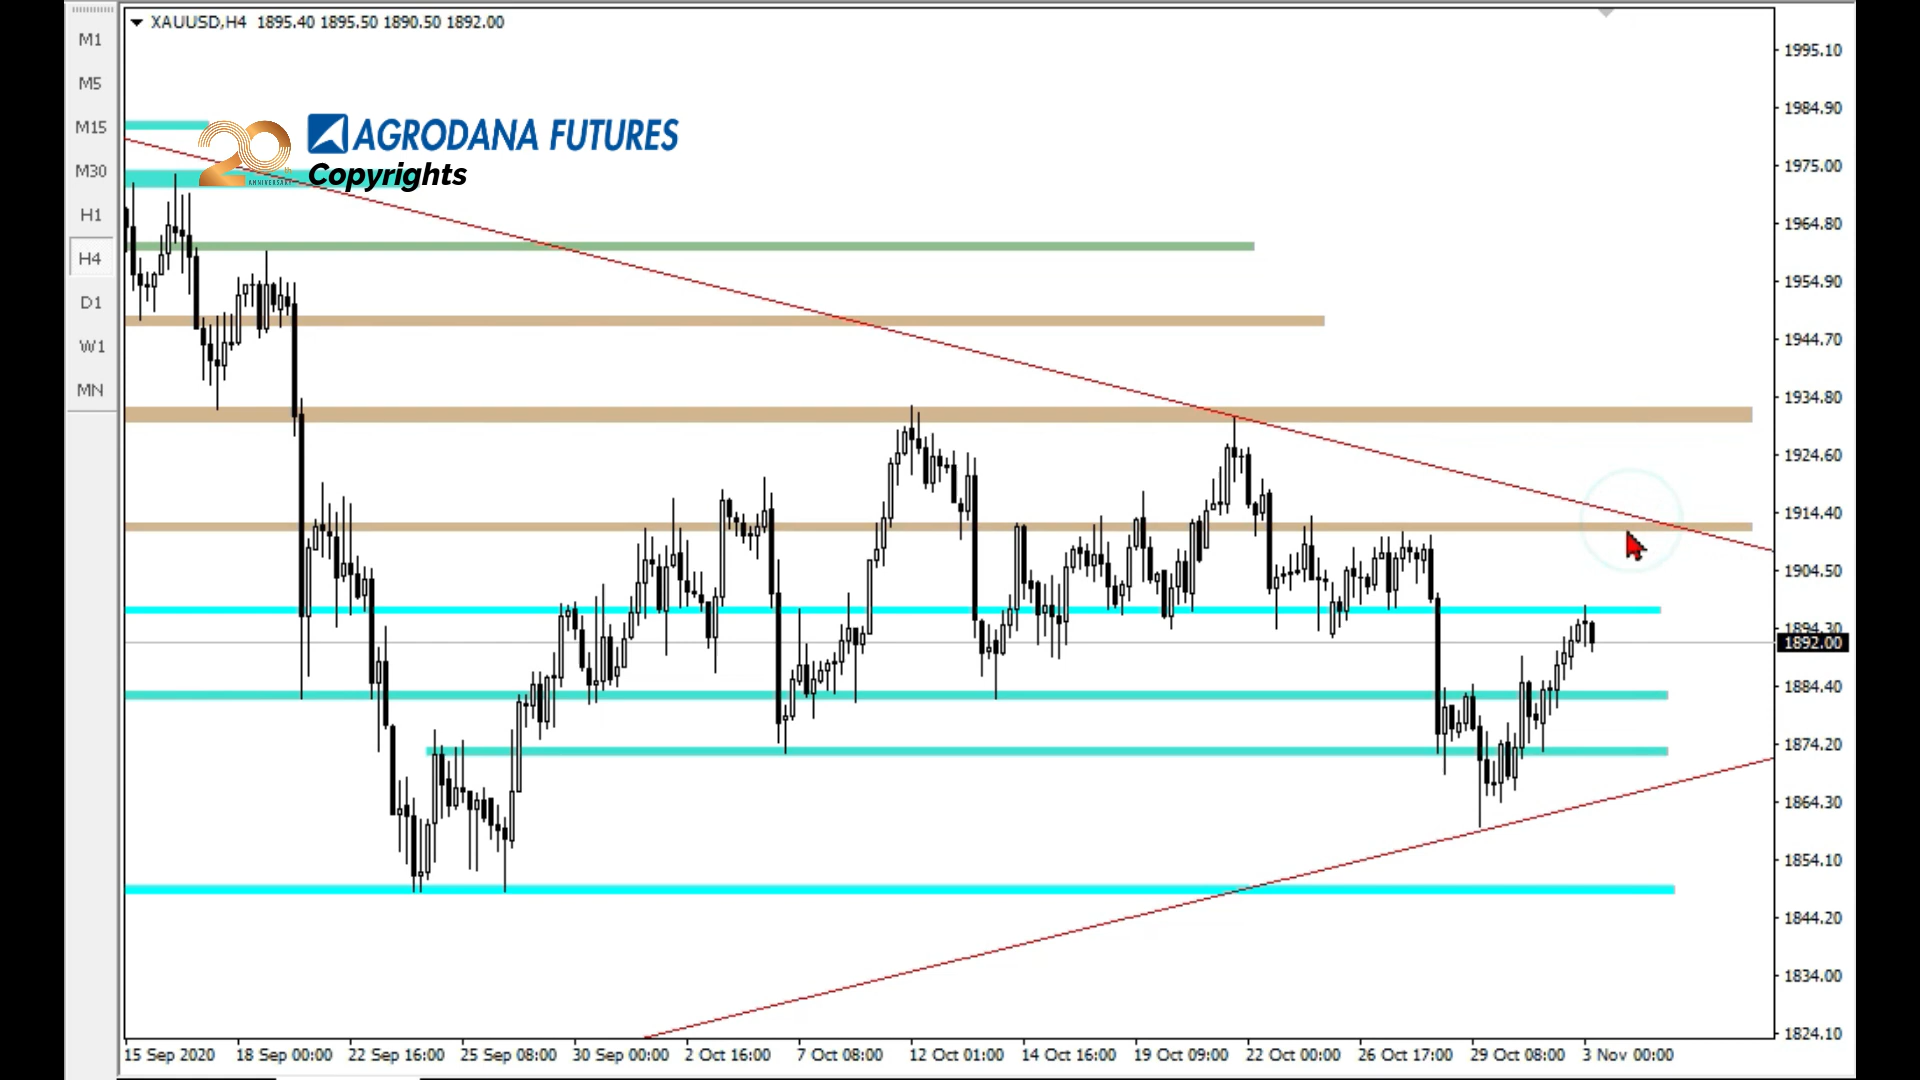 XAUUSD,H4 1895.40 1895.50 1890.50 1892.00
M1
M5
M15
M30
H1
H4
D1
W1
MN
20th
ANNIVERSARY
AGRODANA FUTURES
Copyrights
1995.10
1984.90
1975.00
1964.80
1954.90
1944.70
1934.80
1924.60
1914.40
1904.50
1894.30
1892.00
1884.40
1874.20
1864.30
1854.10
1844.20
1834.00
1824.10
15 Sep 2020 18 Sep 00:00 22 Sep 16:00 25 Sep 08:00 30 Sep 00:00 2 Oct 16:00 7 Oct 08:00 12 Oct 01:00 14 Oct 16:00 19 Oct 09:00 22 Oct 00:00 26 Oct 17:00 29 Oct 08:00 3 Nov 00:00